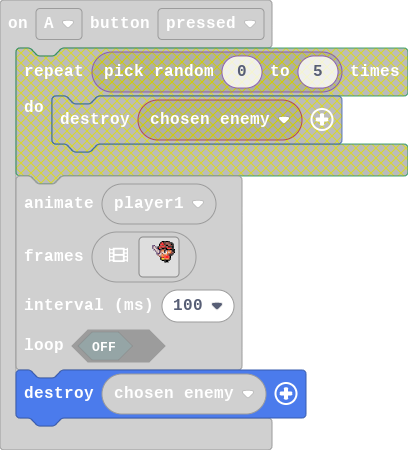 on A button pressed
repeat pick random 0 to 5 times
do
destroy chosen enemy
animate player1
frames
interval (ms) 100
loop OFF
destroy chosen enemy